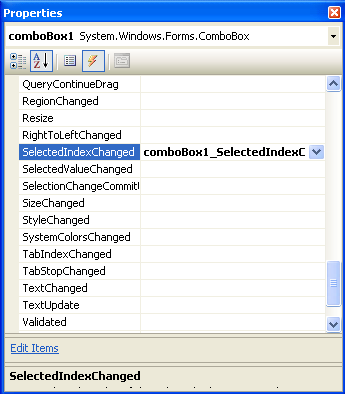 Properties
comboBox1 System.Windows.Forms.ComboBox
QueryContinueDrag
RegionChanged
Resize
RightToLeftChanged
SelectedIndexChanged comboBox1_SelectedIndexC
SelectedValueChanged
SelectionChangeCommitt
SizeChanged
StyleChanged
SystemColorsChanged
TabIndexChanged
TabStopChanged
TextChanged
TextUpdate
Validated
Edit Items
SelectedIndexChanged